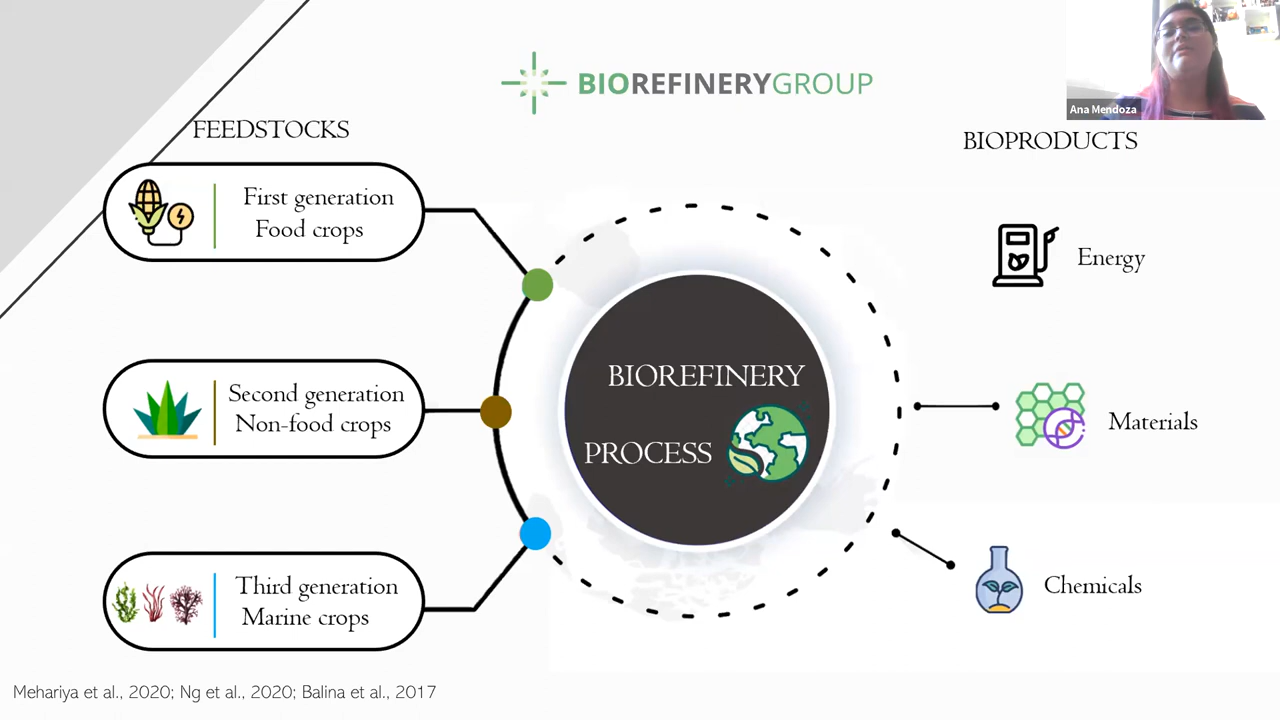 BIOREFINERYGROUP
Ana Mendoza
FEEDSTOCKS
First generation
Food crops
Second generation
Non-food crops
Third generation
Marine crops
BIOREFINERY
PROCESS
BIOPRODUCTS
Energy
Materials
Chemicals
Mehariya et al., 2020; Ng et al., 2020; Balina et al., 2017